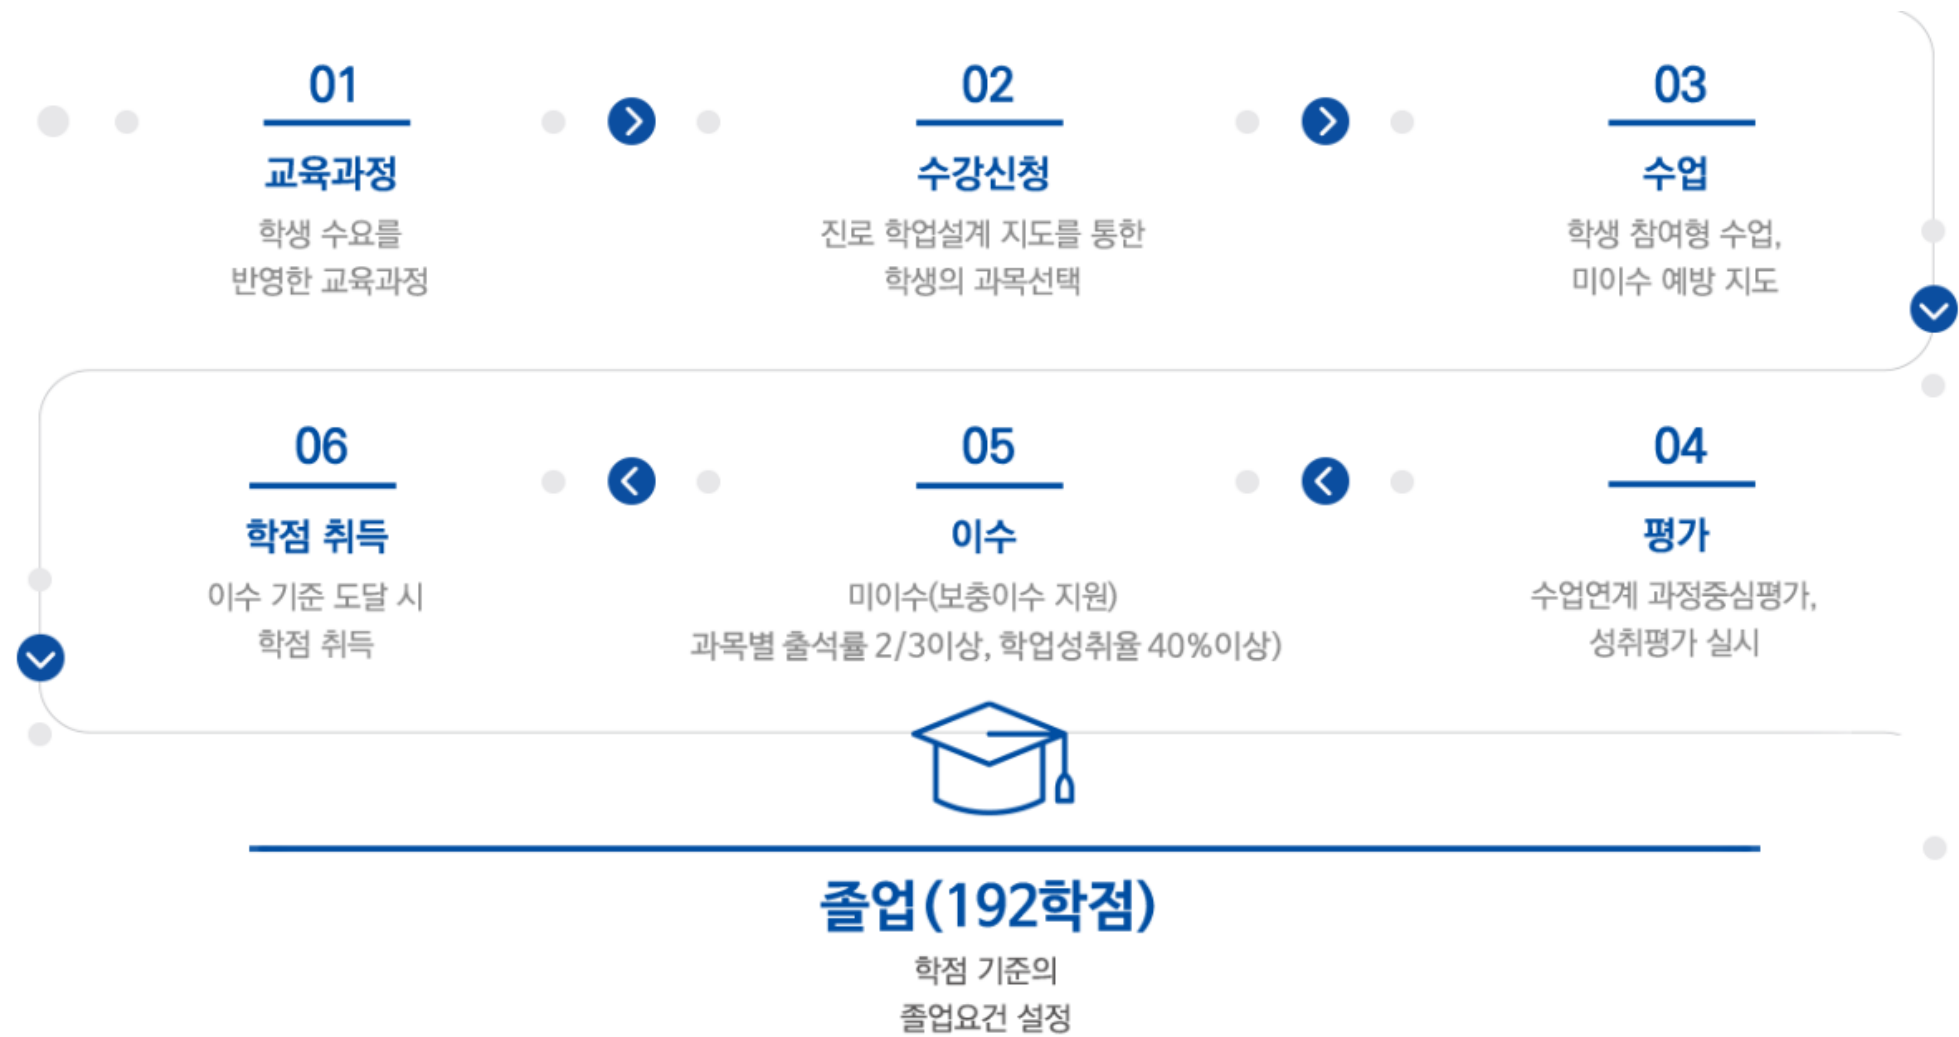 01
교육과정
학생 수요를
반영한 교육과정
02
수강신청
진로 학업설계 지도를 통한
학생의 과목선택
03
수업
학생 참여형 수업,
미이수 예방 지도
04
평가
수업연계 과정중심평가,
성취평가 실시
05
이수
미이수(보충이수 지원)
과목별 출석률 2/3이상, 학업성취율 40%이상)
06
학점 취득
이수 기준 도달 시
학점 취득
졸업(192학점)
학점 기준의
졸업요건 설정